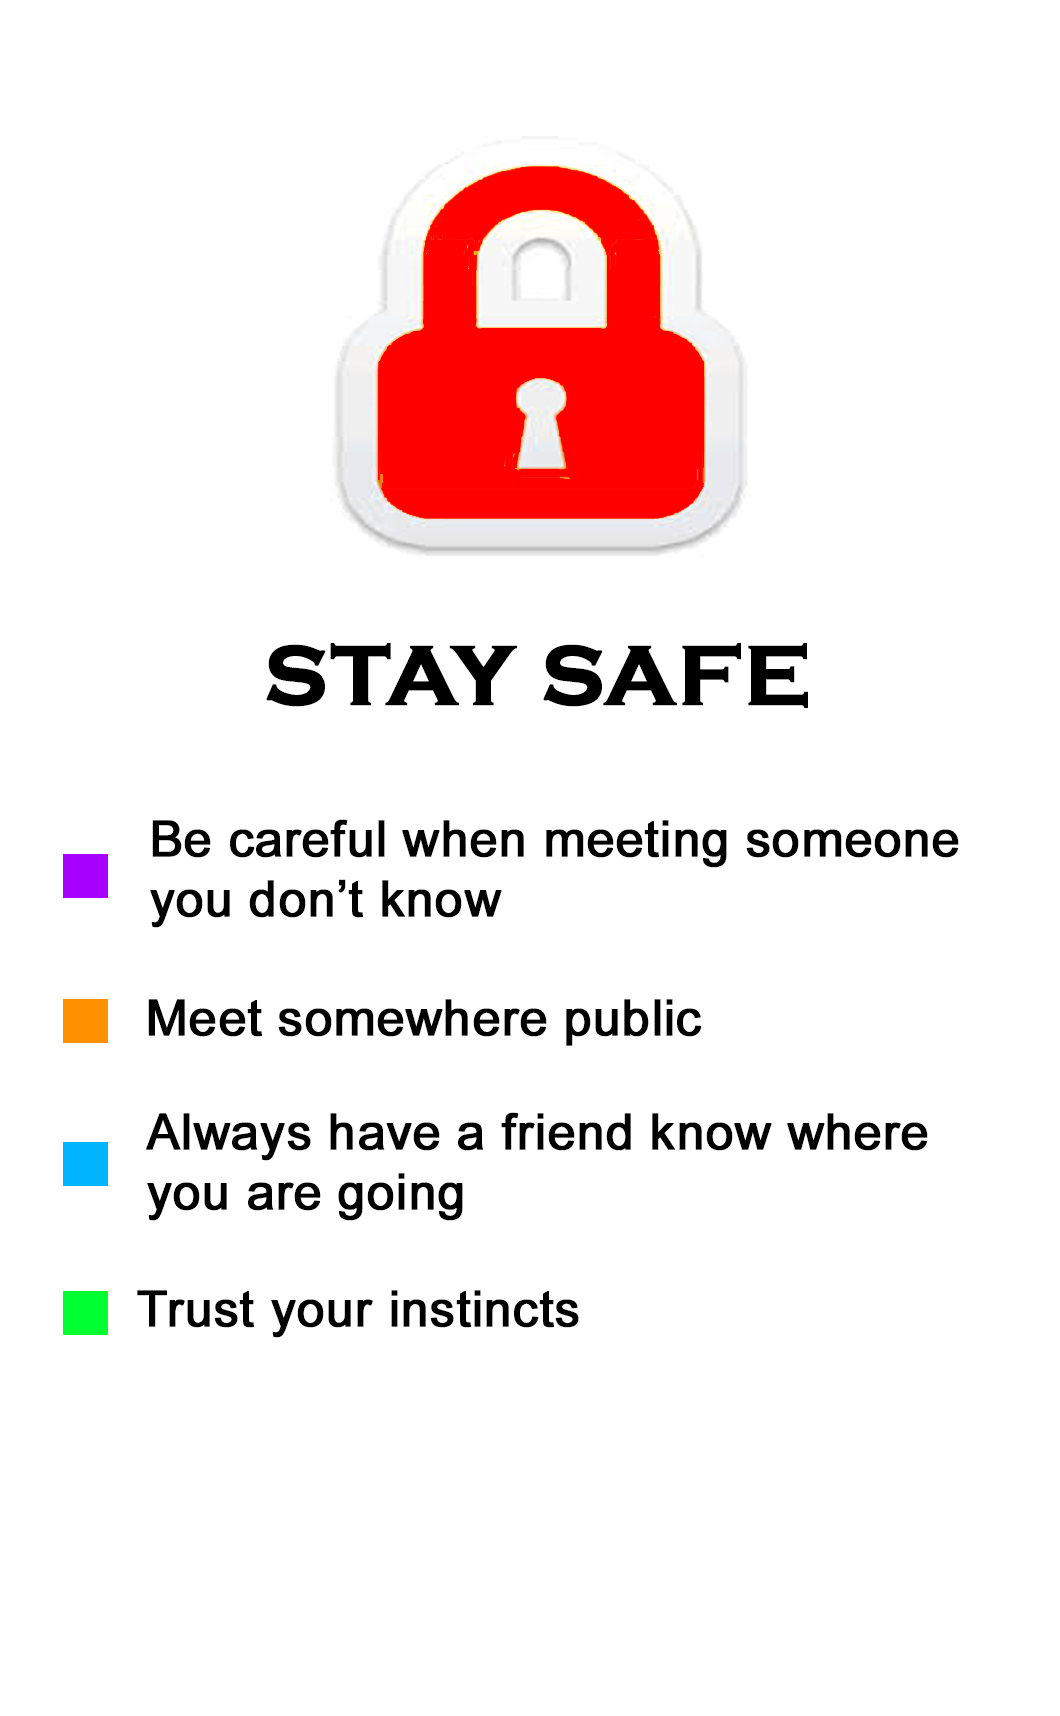 STAY SAFE
Be careful when meeting someone
you don’t know
Meet somewhere public
Always have a friend know where
you are going
Trust your instincts